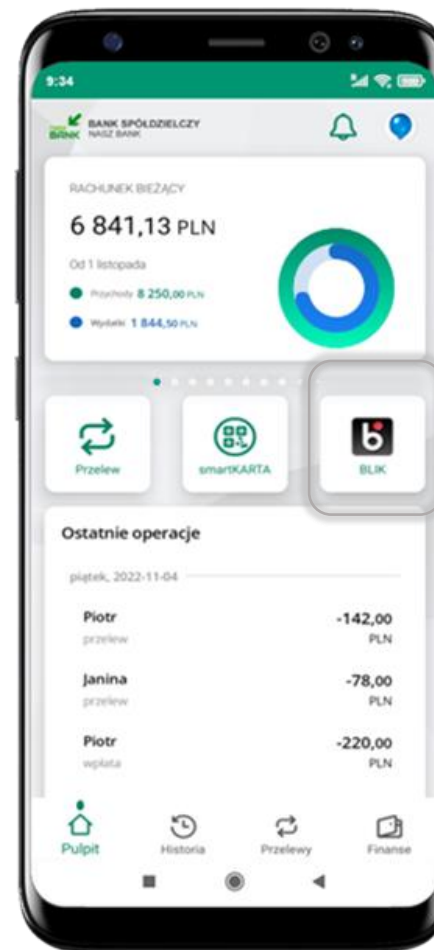 9:34
BANK
BANK SPÓŁDZIELCZY
NASZ BANK
RACHUNEK BIEŻĄCY
6 841,13 PLN
Od 1 listopada
Przychody 8 250,00 PLN
Wydatki 1 844,50 PLN
Przelew
smartKARTA
BLIK
Ostatnie operacje
piątek, 2022-11-04
Piotr -142,00
przelew PLN
Janina -78,00
przelew PLN
Piotr -220,00
wpłata PLN
Pulpit Historia Przelewy Finanse